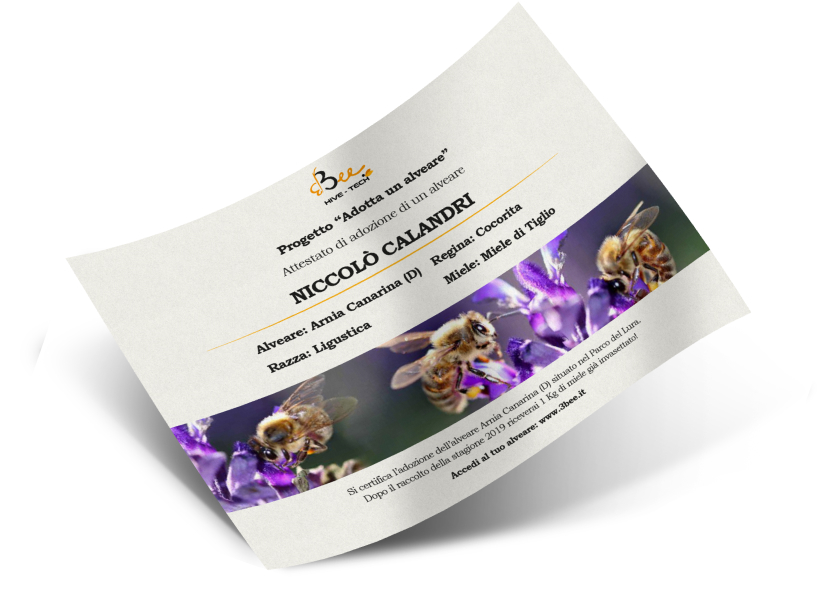 3Bee
HIVE-TECH
Progetto “Adotta un alveare”
Attestato di adozione di un alveare
NICCOLÒ CALANDRI
Alveare: Arnia Canarina (D) Regina: Cocorita
Razza: Ligustica Miele: Miele di Tiglio
Si certifica l'adozione dell'alveare Arnia Canarina (D) situato nel Parco del Lura.
Dopo il raccolto della stagione 2019 riceverai 1 Kg di miele già invasettato!
Accedi al tuo alveare: www.3bee.it